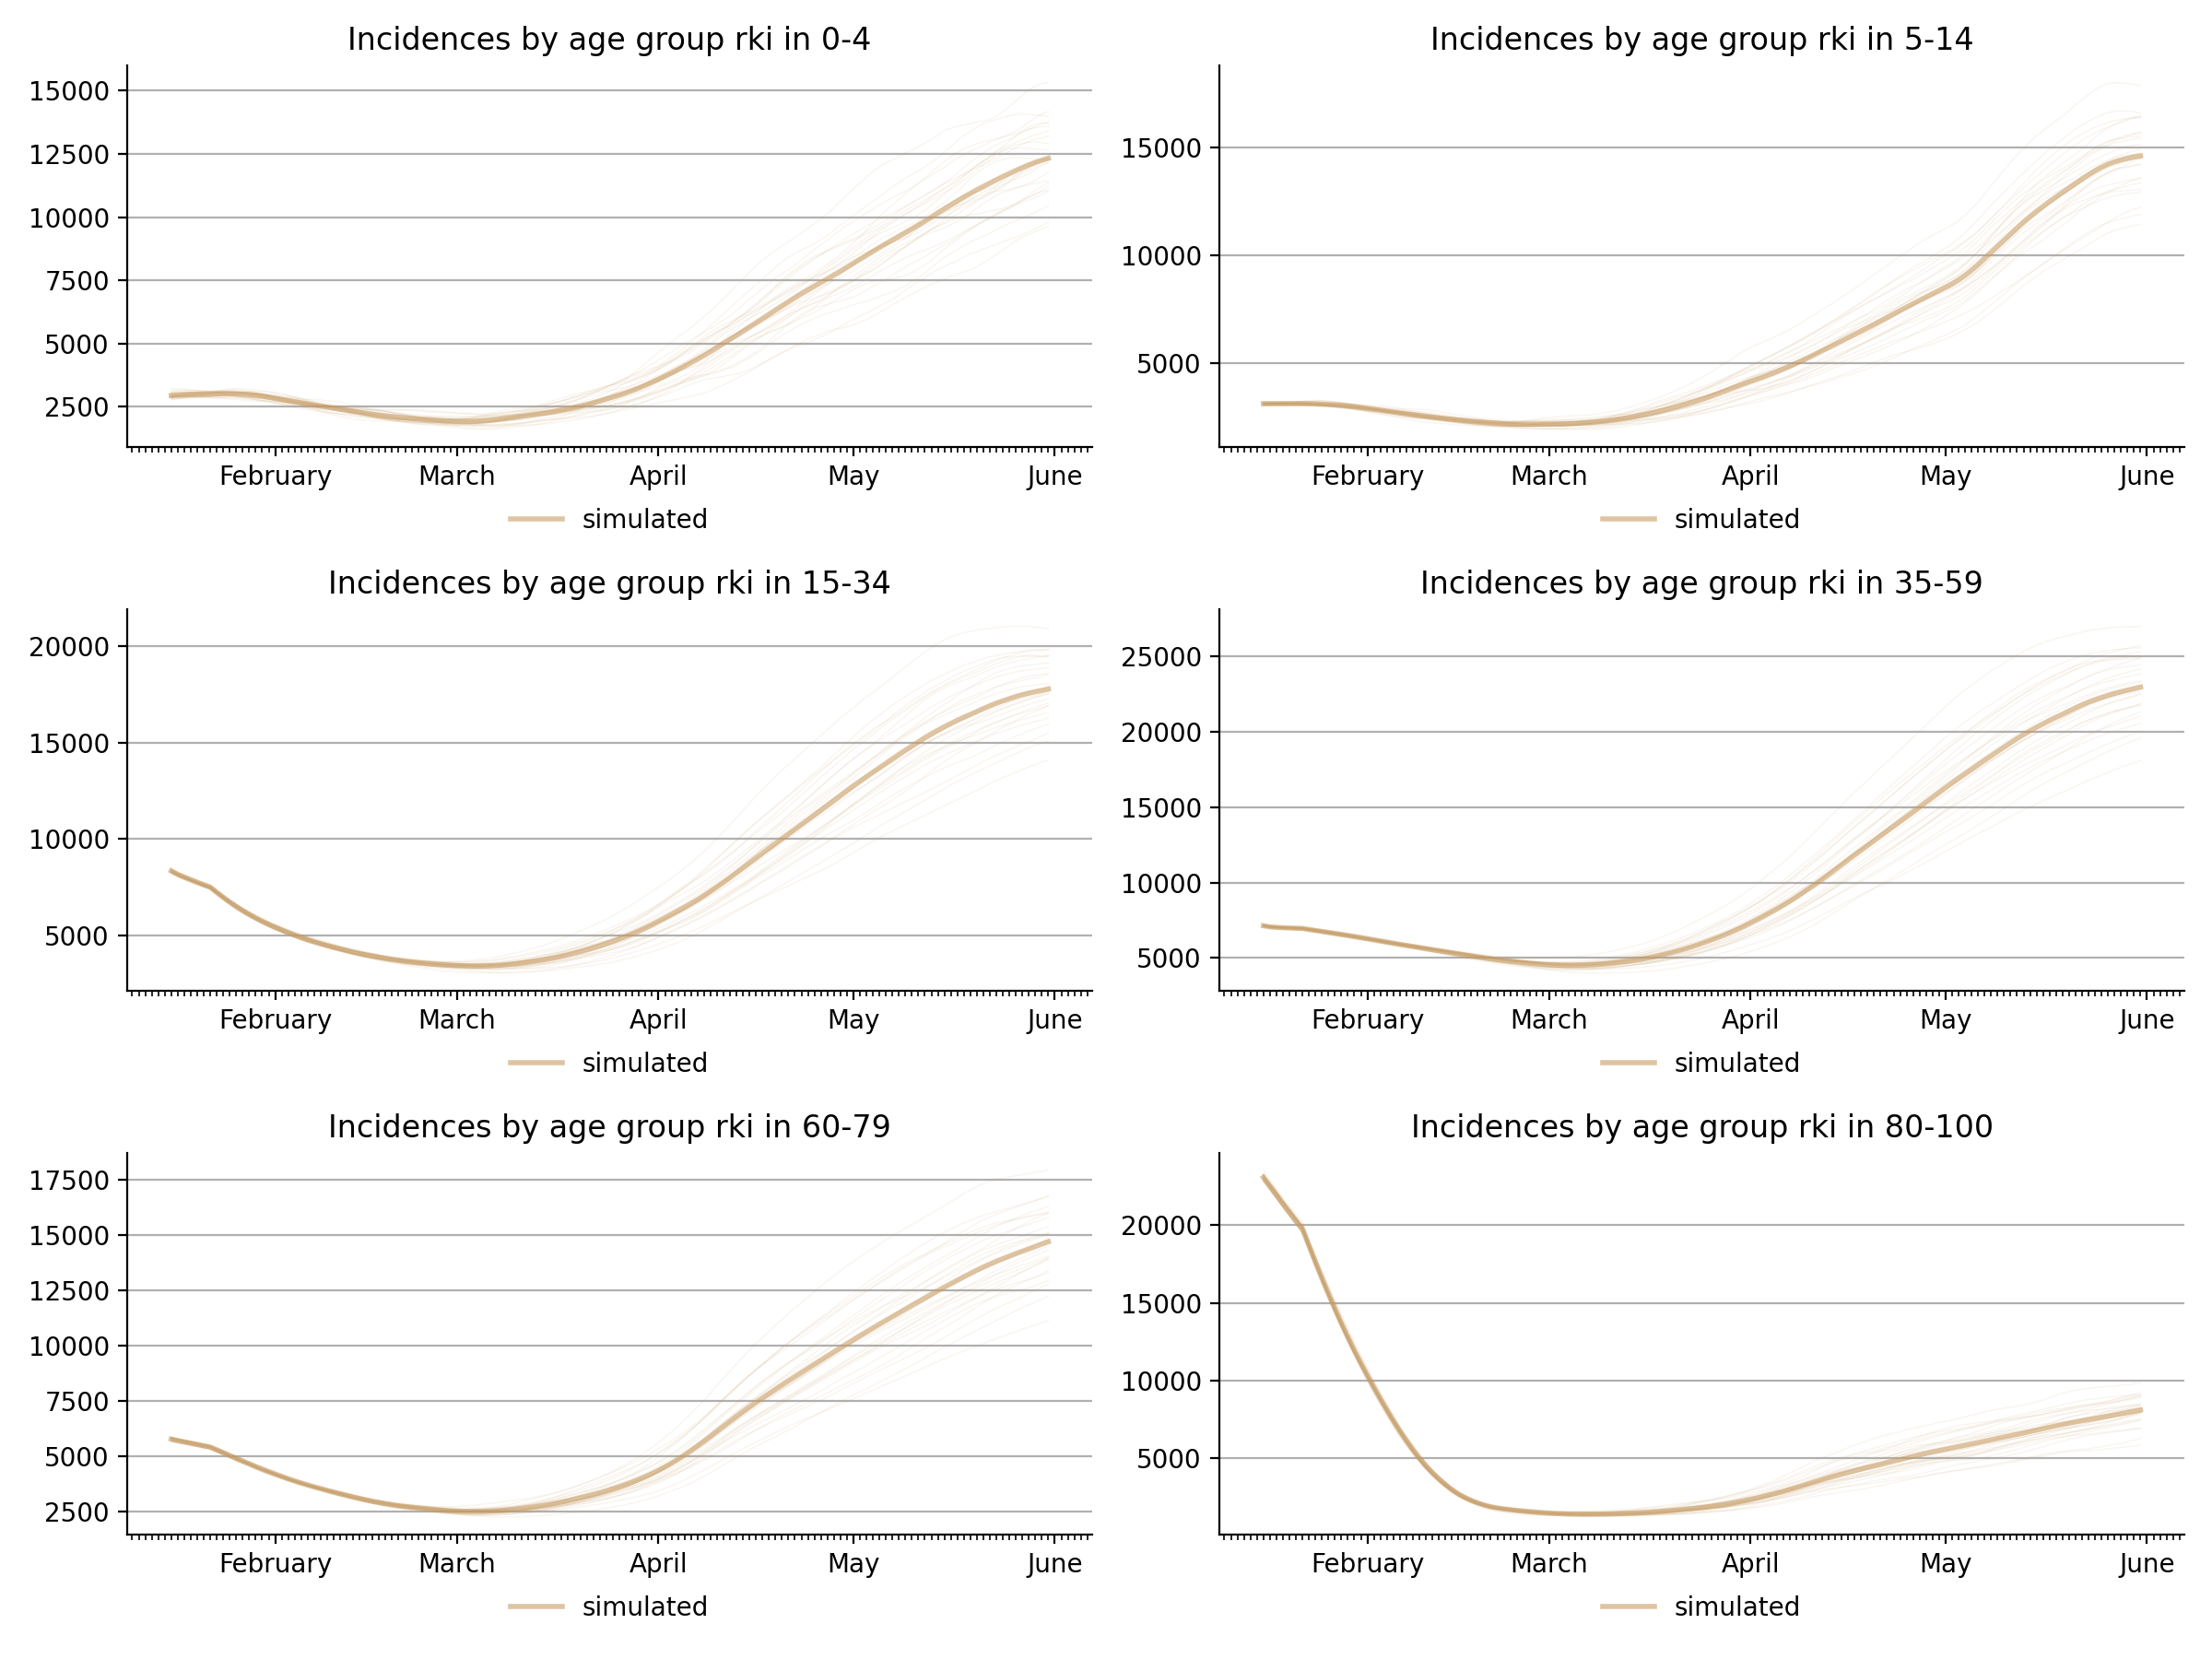 Incidences by age group rki in 0-4
15000
12500
10000
7500
5000
2500
February March April May June
simulated
Incidences by age group rki in 5-14
15000
10000
5000
February March April May June
simulated
Incidences by age group rki in 15-34
20000
15000
10000
5000
February March April May June
simulated
Incidences by age group rki in 35-59
25000
20000
15000
10000
5000
February March April May June
simulated
Incidences by age group rki in 60-79
17500
15000
12500
10000
7500
5000
2500
February March April May June
simulated
Incidences by age group rki in 80-100
20000
15000
10000
5000
February March April May June
simulated